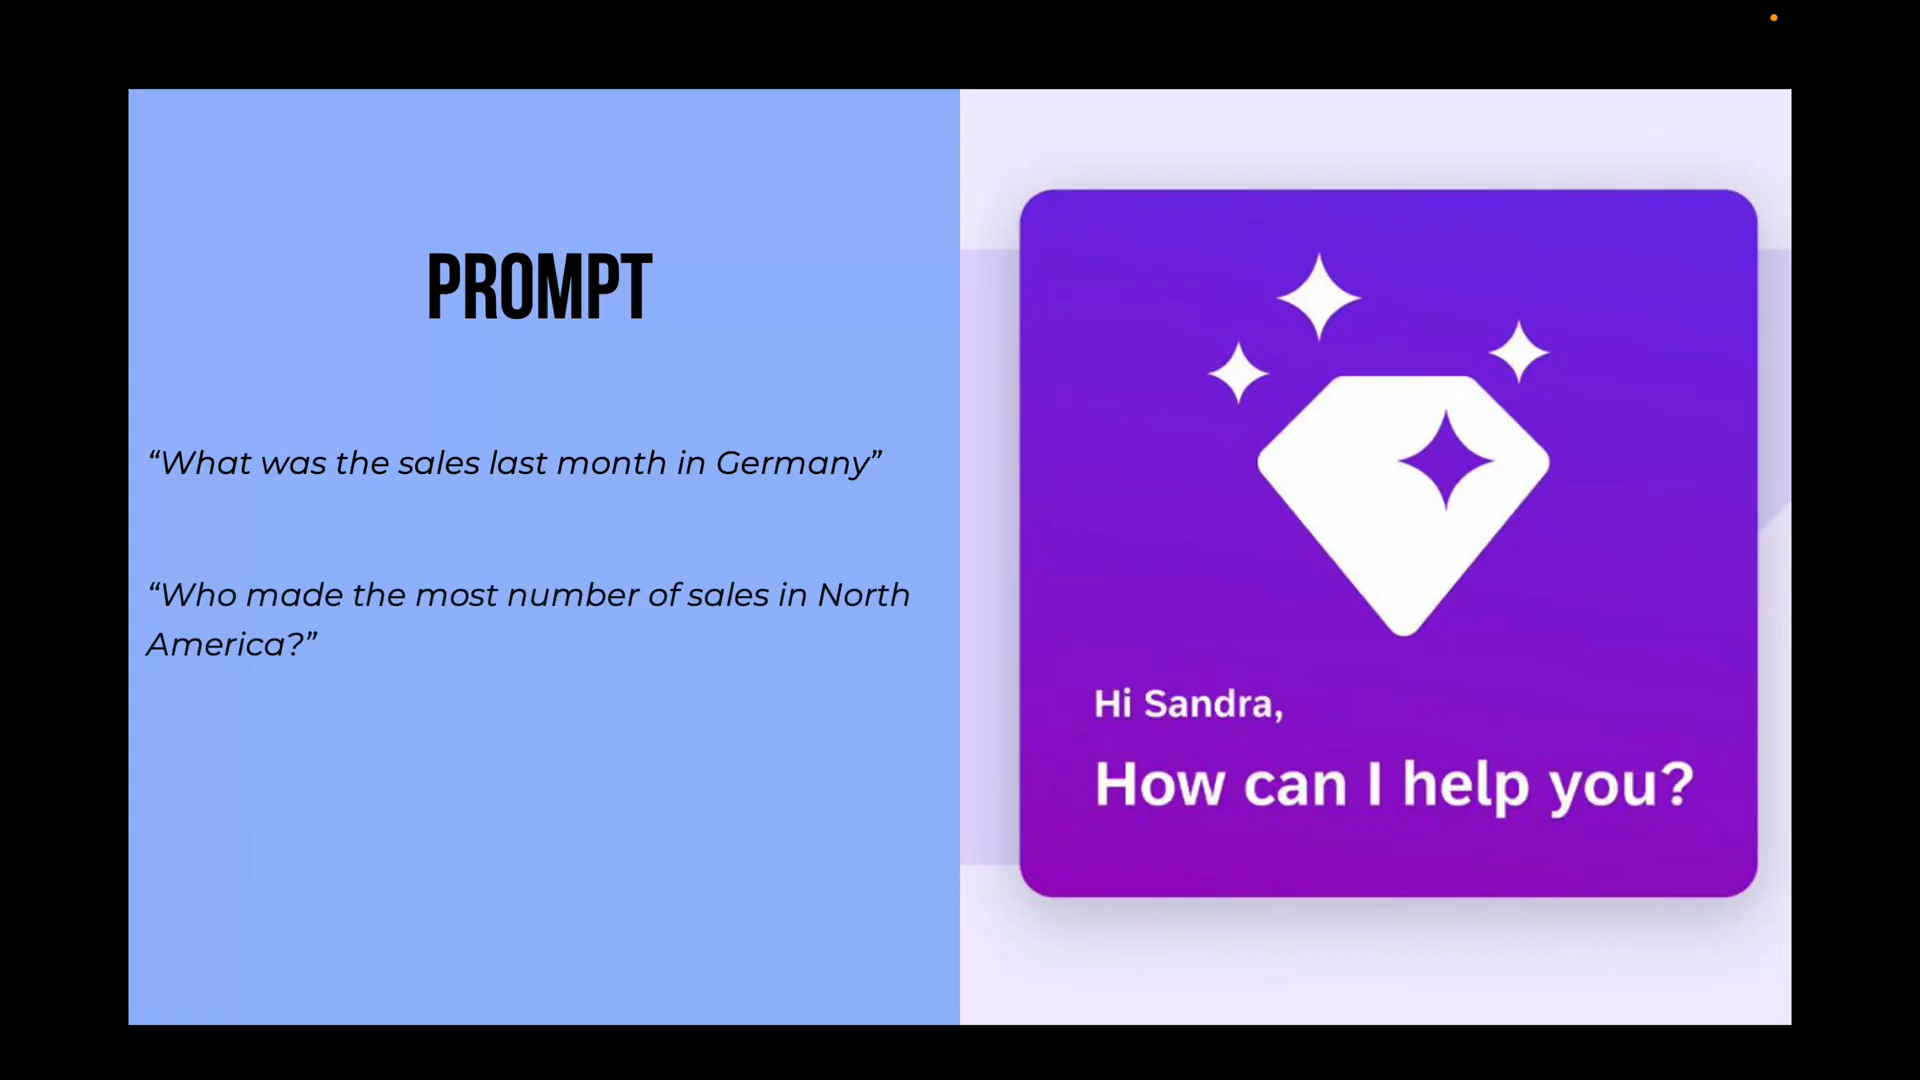 PROMPT
“What was the sales last month in Germany”
“Who made the most number of sales in North
America?”
Hi Sandra,
How can I help you?